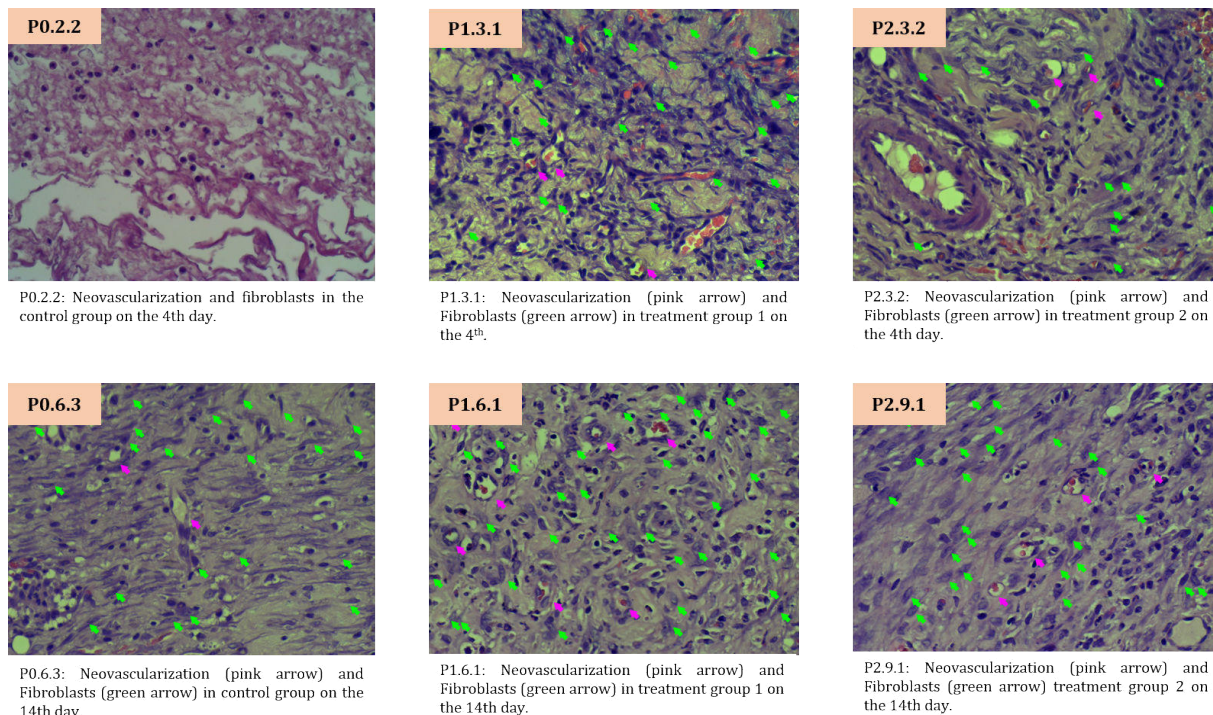 P0.2.2
P1.3.1
P2.3.2
P0.2.2: Neovascularization and fibroblasts in the
control group on the 4th day.
P1.3.1: Neovascularization (pink arrow) and
Fibroblasts (green arrow) in treatment group 1 on
the 4th.
P2.3.2: Neovascularization (pink arrow) and
Fibroblasts (green arrow) in treatment group 2 on
the 4th day.
P0.6.3
P1.6.1
P2.9.1
P0.6.3: Neovascularization (pink arrow) and
Fibroblasts (green arrow) in control group on the
14th day.
P1.6.1: Neovascularization (pink arrow) and
Fibroblasts (green arrow) in treatment group 1 on
the 14th day.
P2.9.1: Neovascularization (pink arrow) and
Fibroblasts (green arrow) treatment group 2 on
the 14th day.